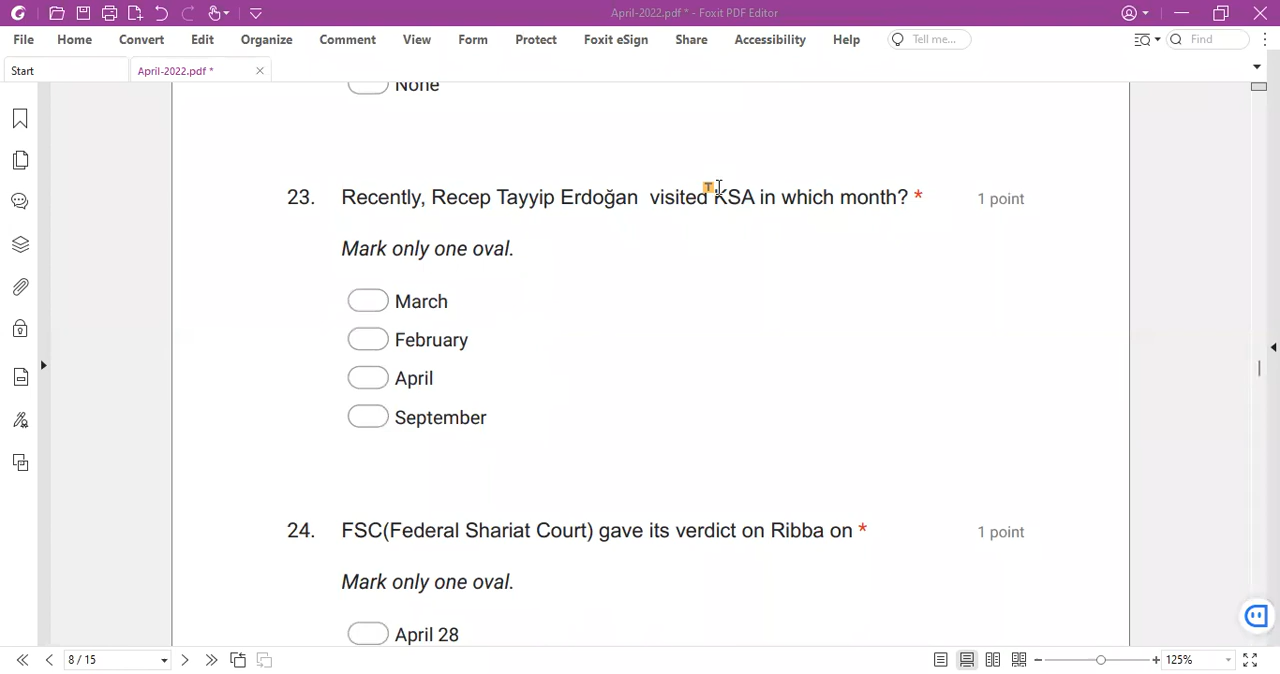 April-2022.pdf * - Foxit PDF Editor
File Home Convert Edit Organize Comment View Form Protect Foxit eSign Share Accessibility Help Tell me... Find
Start April-2022.pdf *
None
23. Recently, Recep Tayyip Erdoğan visited KSA in which month? * 1 point
Mark only one oval.
March
February
April
September
24. FSC(Federal Shariat Court) gave its verdict on Ribba on * 1 point
Mark only one oval.
April 28
8 / 15 125%